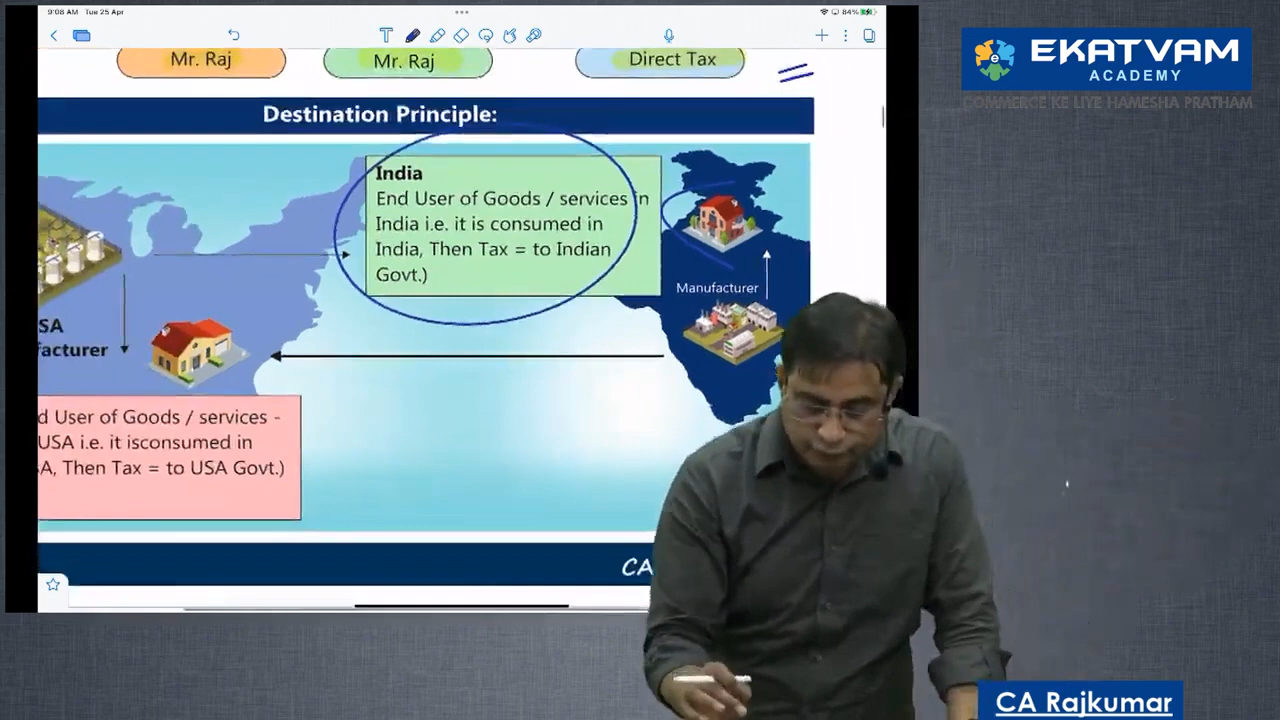 9:08 AM Tue 25 Apr
84%
T
Mr. Raj
Mr. Raj
Direct Tax
EKATVAM
ACADEMY
COMMERCE KE LIYE HAMESHA PRATHAM
Destination Principle:
India
End User of Goods / services in
India i.e. it is consumed in
India, Then Tax = to Indian
Govt.)
Manufacturer
SA
facturer
d User of Goods / services -
USA i.e. it isconsumed in
A, Then Tax = to USA Govt.)
CA
CA Rajkumar